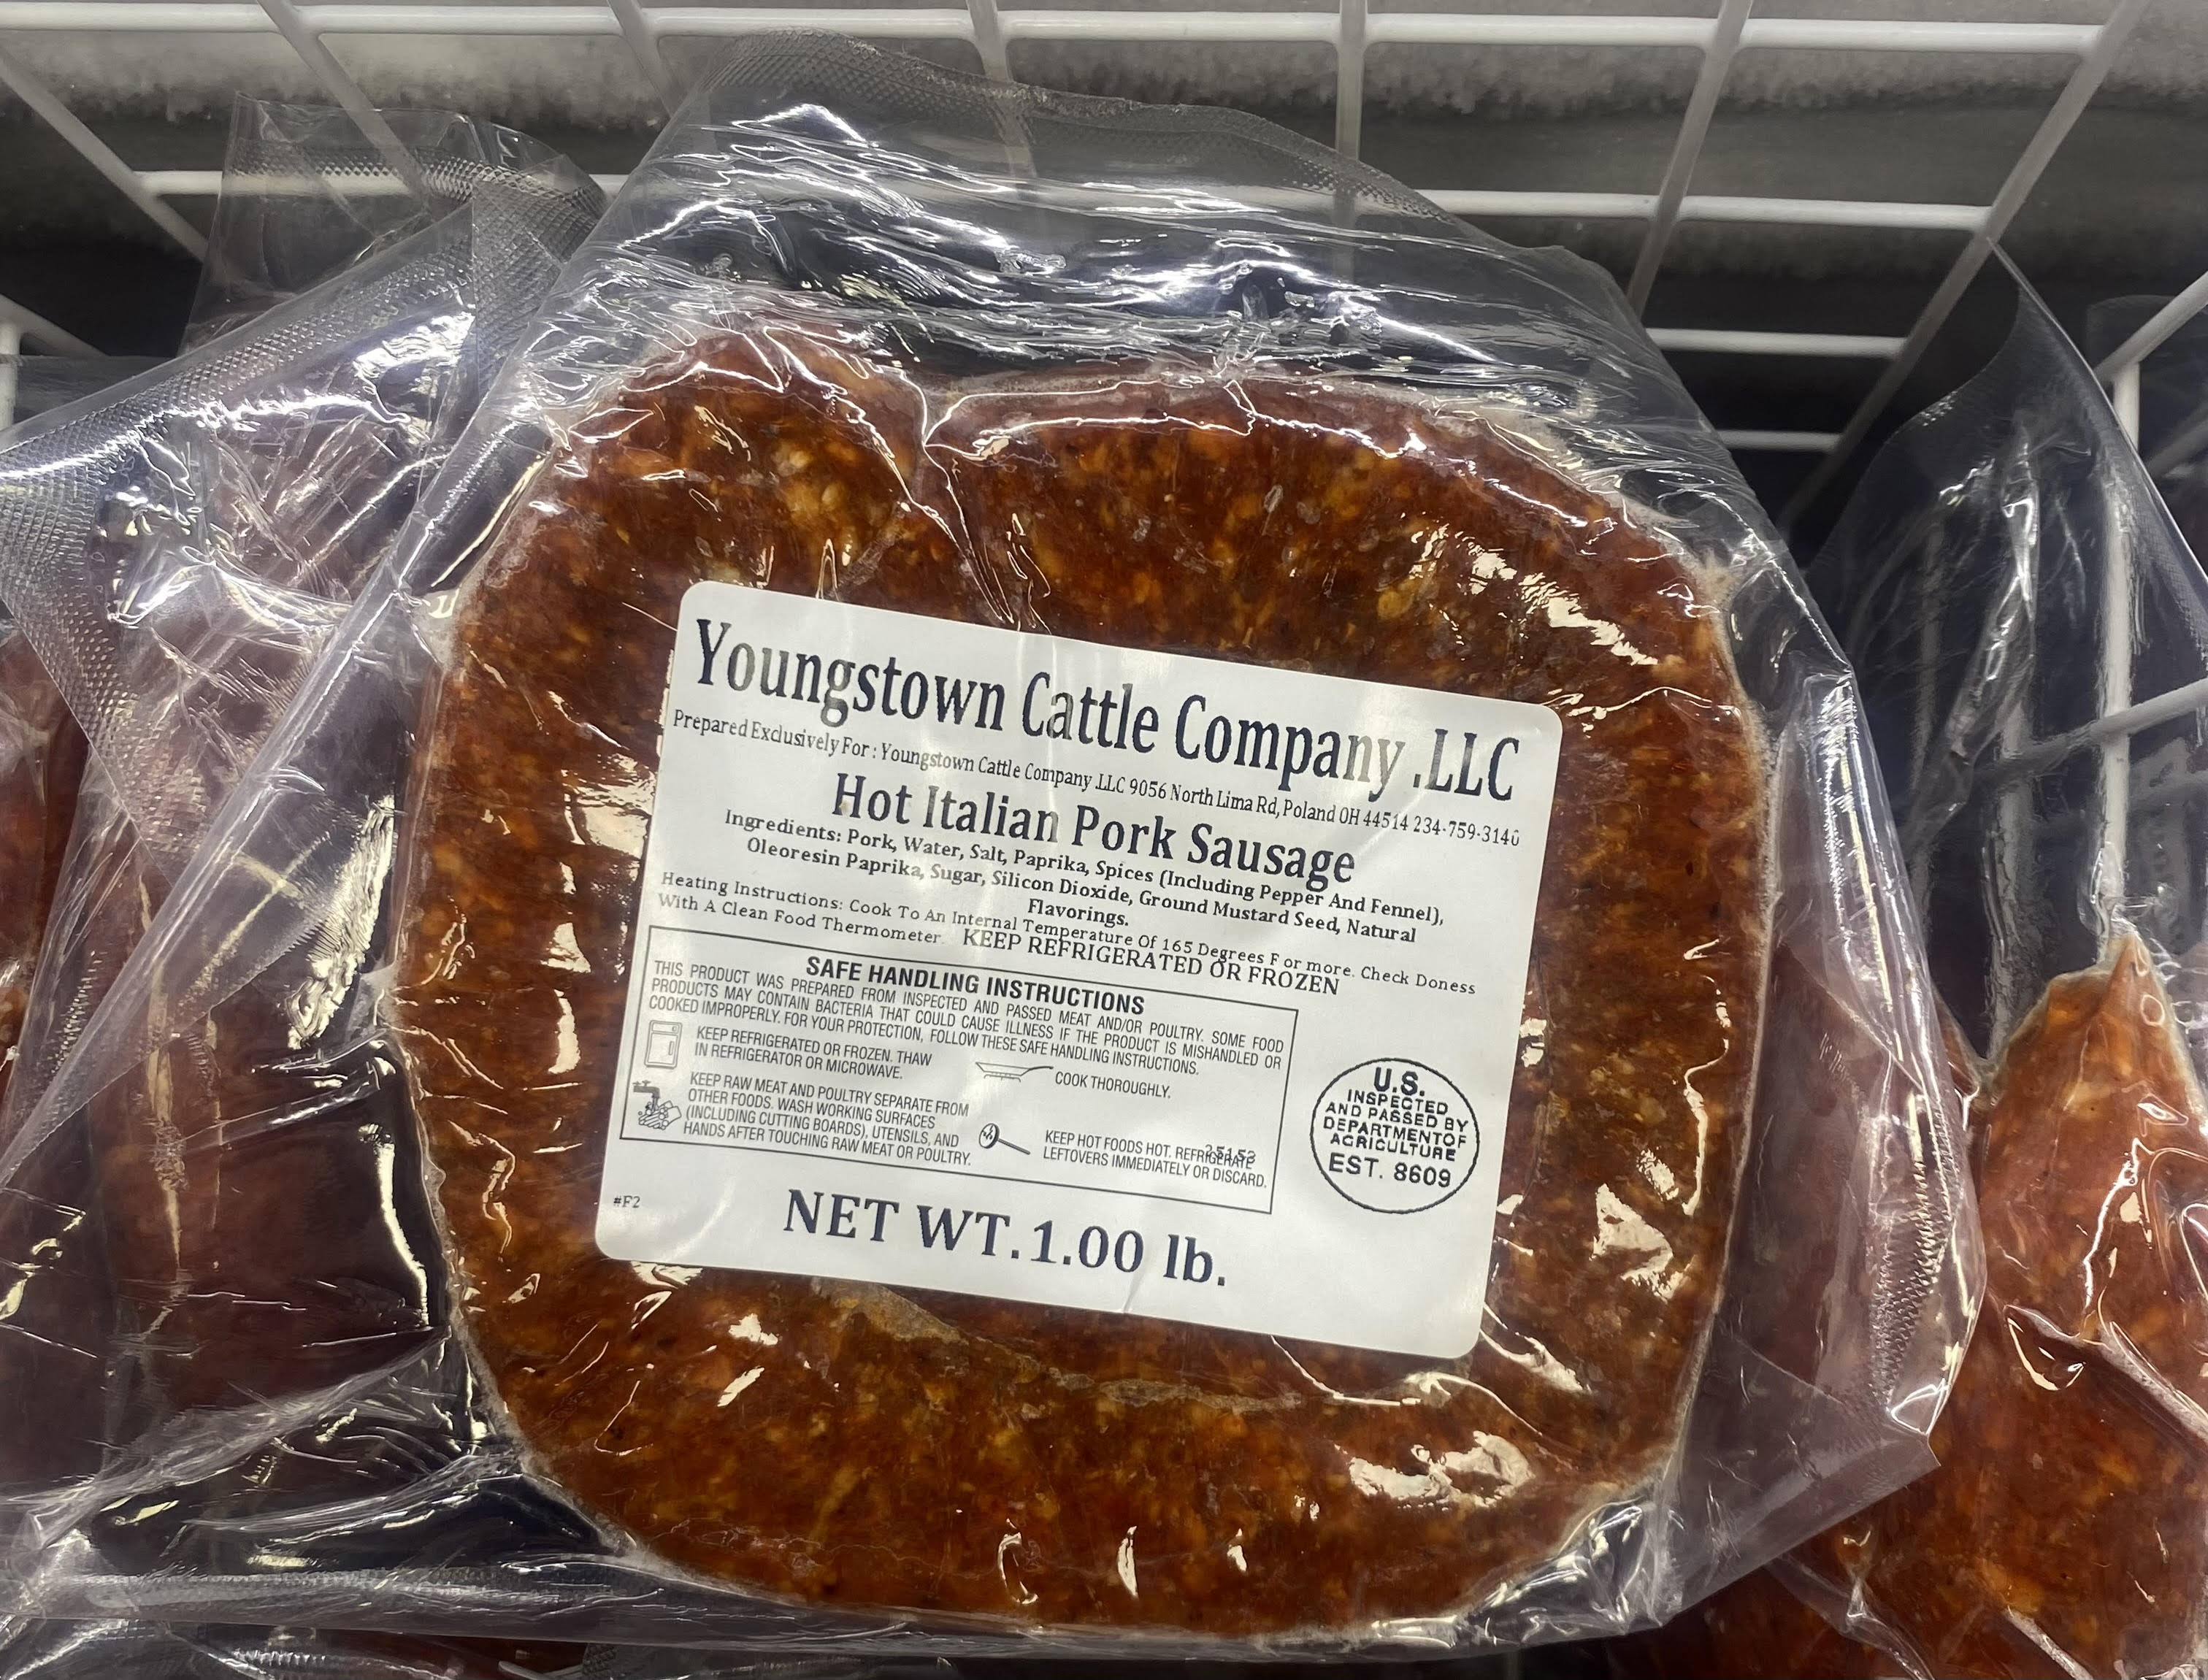 Youngstown Cattle Company .LLC
Prepared Exclusively For : Youngstown Cattle Company .LLC 9056 North Lima Rd, Poland OH 44514 234-759-3140
Hot Italian Pork Sausage
Ingredients: Pork, Water, Salt, Paprika, Spices (Including Pepper And Fennel),
Oleoresin Paprika, Sugar, Silicon Dioxide, Ground Mustard Seed, Natural
Flavorings.
Heating Instructions: Cook To An Internal Temperature Of 165 Degrees F or more. Check Doness
With A Clean Food Thermometer. KEEP REFRIGERATED OR FROZEN
SAFE HANDLING INSTRUCTIONS
THIS PRODUCT WAS PREPARED FROM INSPECTED AND PASSED MEAT AND/OR POULTRY. SOME FOOD
PRODUCTS MAY CONTAIN BACTERIA THAT COULD CAUSE ILLNESS IF THE PRODUCT IS MISHANDLED OR
COOKED IMPROPERLY. FOR YOUR PROTECTION, FOLLOW THESE SAFE HANDLING INSTRUCTIONS.
KEEP REFRIGERATED OR FROZEN. THAW
IN REFRIGERATOR OR MICROWAVE.
KEEP RAW MEAT AND POULTRY SEPARATE FROM
OTHER FOODS. WASH WORKING SURFACES
(INCLUDING CUTTING BOARDS), UTENSILS, AND
HANDS AFTER TOUCHING RAW MEAT OR POULTRY.
COOK THOROUGHLY.
KEEP HOT FOODS HOT. REFRIGERATE
LEFTOVERS IMMEDIATELY OR DISCARD.
25153
U.S.
INSPECTED
AND PASSED BY
DEPARTMENT OF
AGRICULTURE
EST. 8609
#F2
NET WT. 1.00 lb.